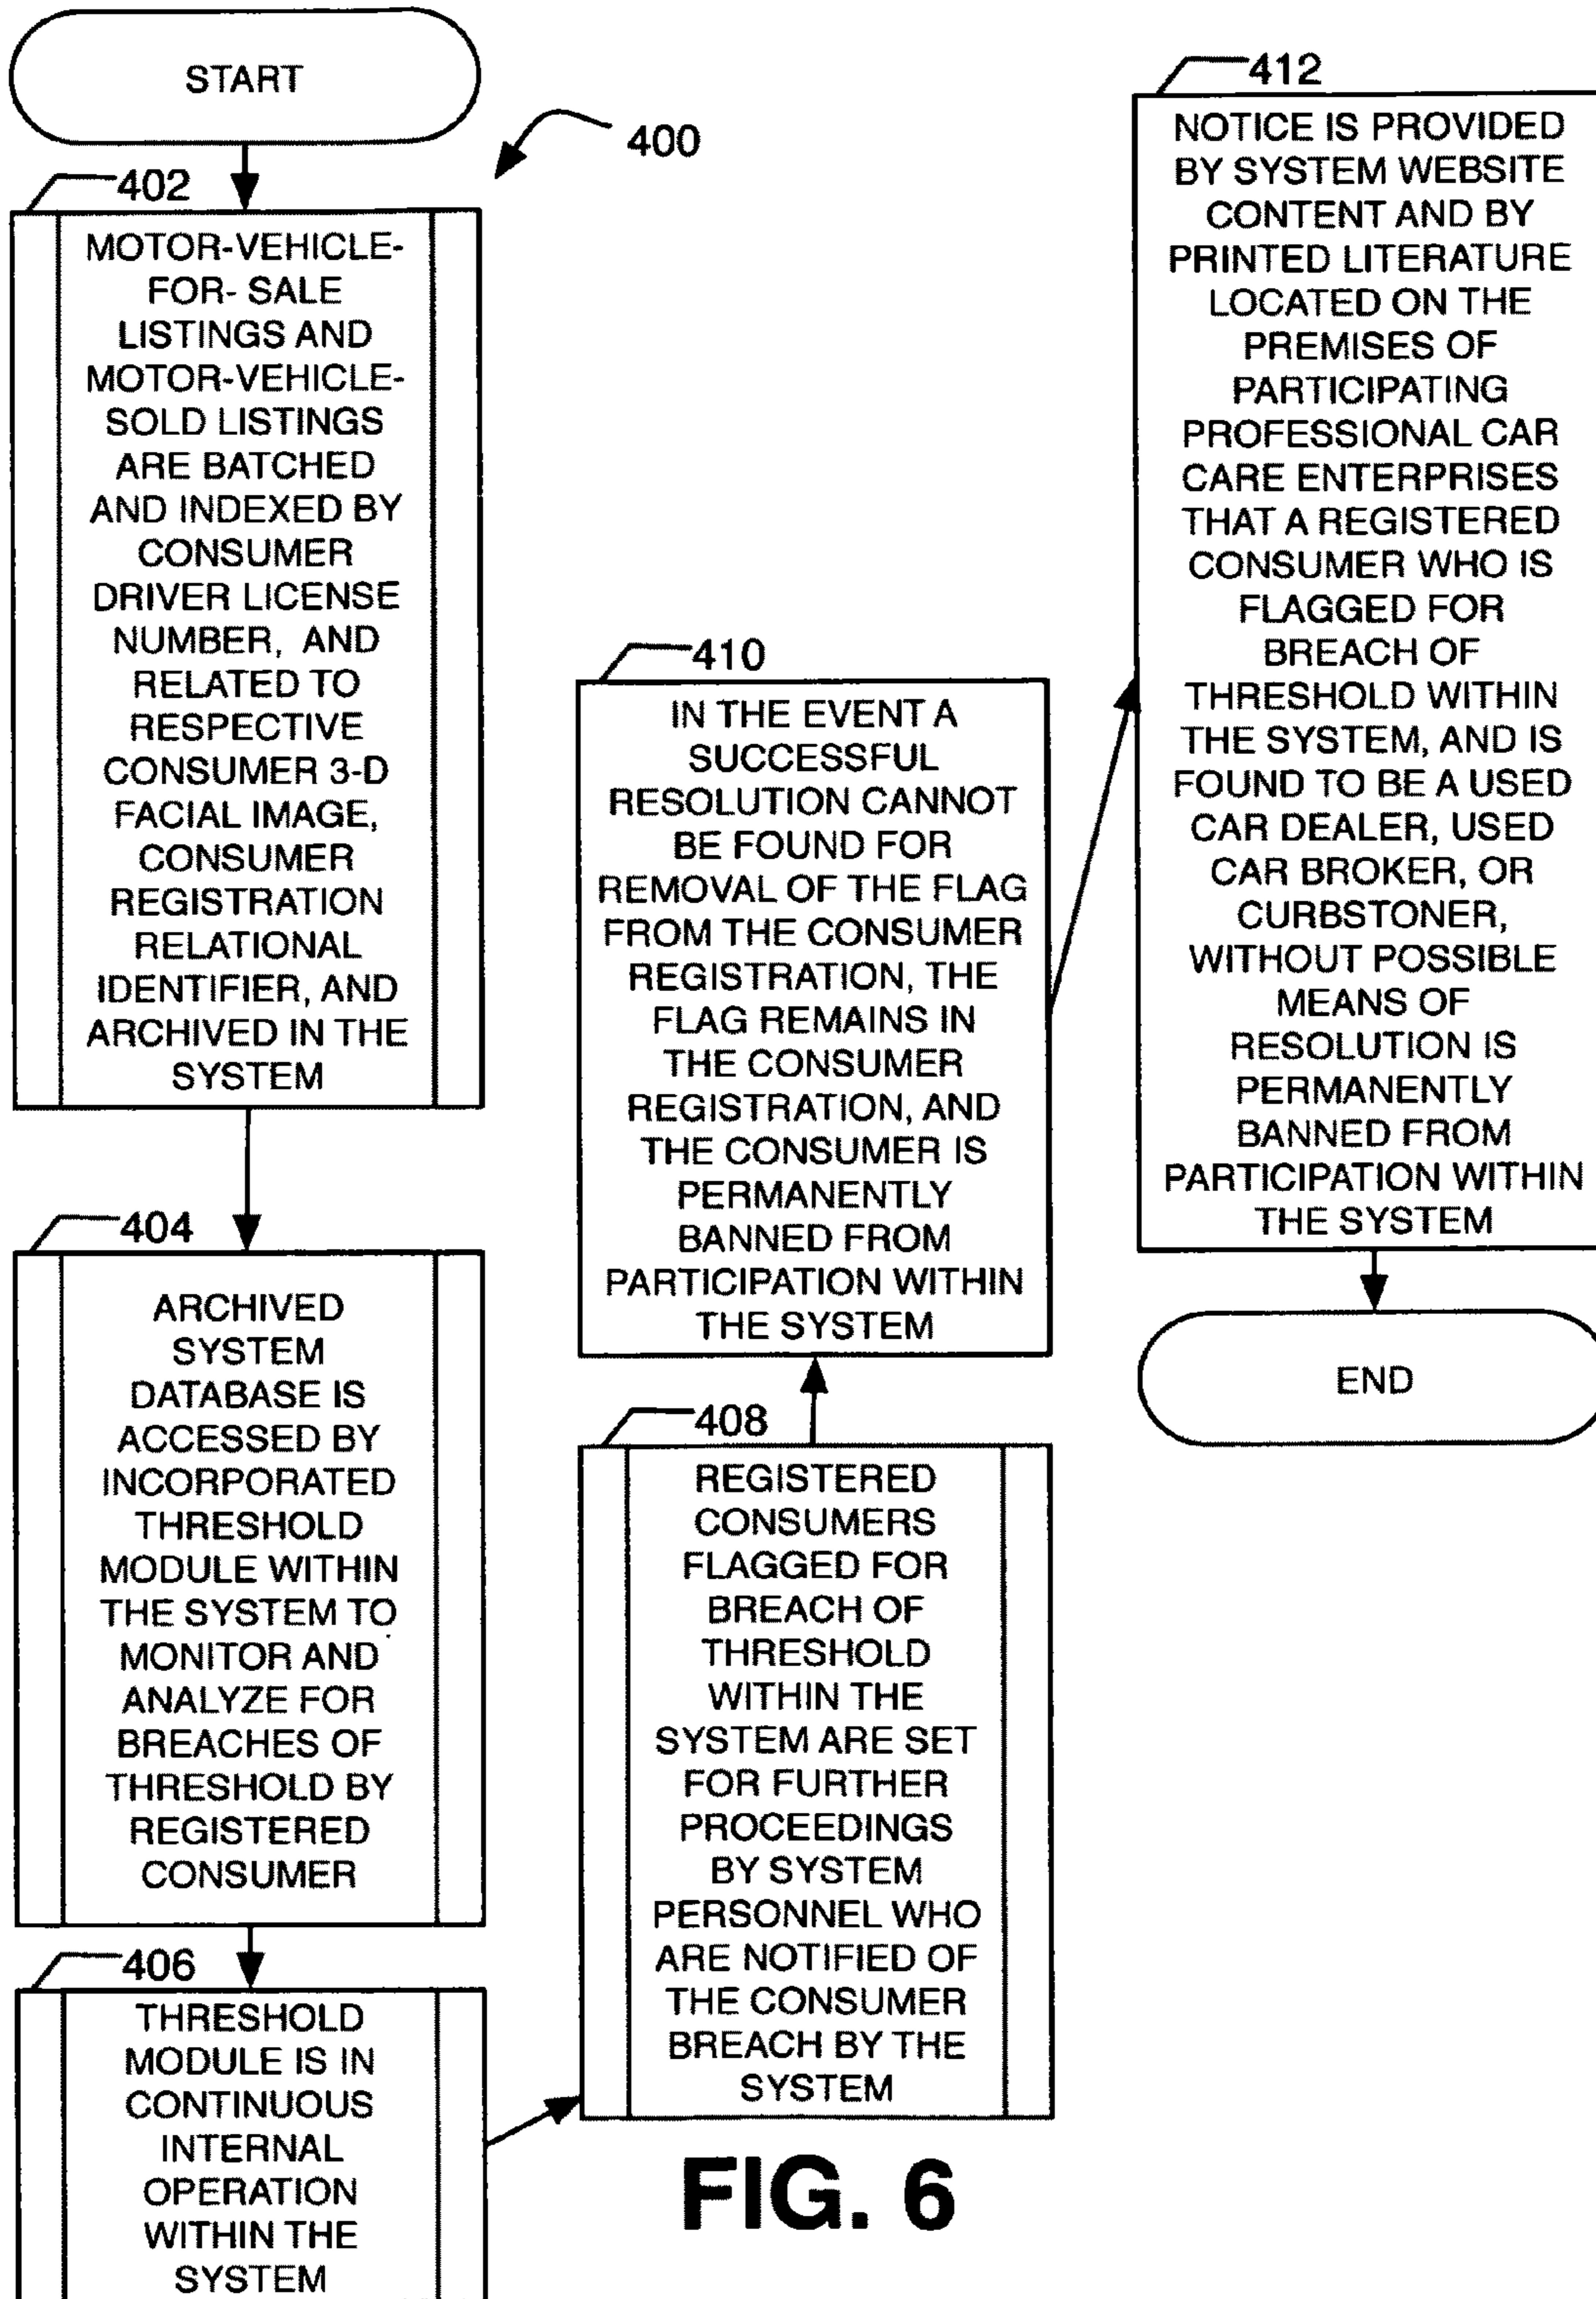 START
400
402
MOTOR-VEHICLE-
FOR- SALE
LISTINGS AND
MOTOR-VEHICLE-
SOLD LISTINGS
ARE BATCHED
AND INDEXED BY
CONSUMER
DRIVER LICENSE
NUMBER, AND
RELATED TO
RESPECTIVE
CONSUMER 3-D
FACIAL IMAGE,
CONSUMER
REGISTRATION
RELATIONAL
IDENTIFIER, AND
ARCHIVED IN THE
SYSTEM
404
ARCHIVED
SYSTEM
DATABASE IS
ACCESSED BY
INCORPORATED
THRESHOLD
MODULE WITHIN
THE SYSTEM TO
MONITOR AND
ANALYZE FOR
BREACHES OF
THRESHOLD BY
REGISTERED
CONSUMER
406
THRESHOLD
MODULE IS IN
CONTINUOUS
INTERNAL
OPERATION
WITHIN THE
SYSTEM
408
REGISTERED
CONSUMERS
FLAGGED FOR
BREACH OF
THRESHOLD
WITHIN THE
SYSTEM ARE SET
FOR FURTHER
PROCEEDINGS
BY SYSTEM
PERSONNEL WHO
ARE NOTIFIED OF
THE CONSUMER
BREACH BY THE
SYSTEM
410
IN THE EVENT A
SUCCESSFUL
RESOLUTION CANNOT
BE FOUND FOR
REMOVAL OF THE FLAG
FROM THE CONSUMER
REGISTRATION, THE
FLAG REMAINS IN
THE CONSUMER
REGISTRATION, AND
THE CONSUMER IS
PERMANENTLY
BANNED FROM
PARTICIPATION WITHIN
THE SYSTEM
412
NOTICE IS PROVIDED
BY SYSTEM WEBSITE
CONTENT AND BY
PRINTED LITERATURE
LOCATED ON THE
PREMISES OF
PARTICIPATING
PROFESSIONAL CAR
CARE ENTERPRISES
THAT A REGISTERED
CONSUMER WHO IS
FLAGGED FOR
BREACH OF
THRESHOLD WITHIN
THE SYSTEM, AND IS
FOUND TO BE A USED
CAR DEALER, USED
CAR BROKER, OR
CURBSTONER,
WITHOUT POSSIBLE
MEANS OF
RESOLUTION IS
PERMANENTLY
BANNED FROM
PARTICIPATION WITHIN
THE SYSTEM
END
FIG. 6